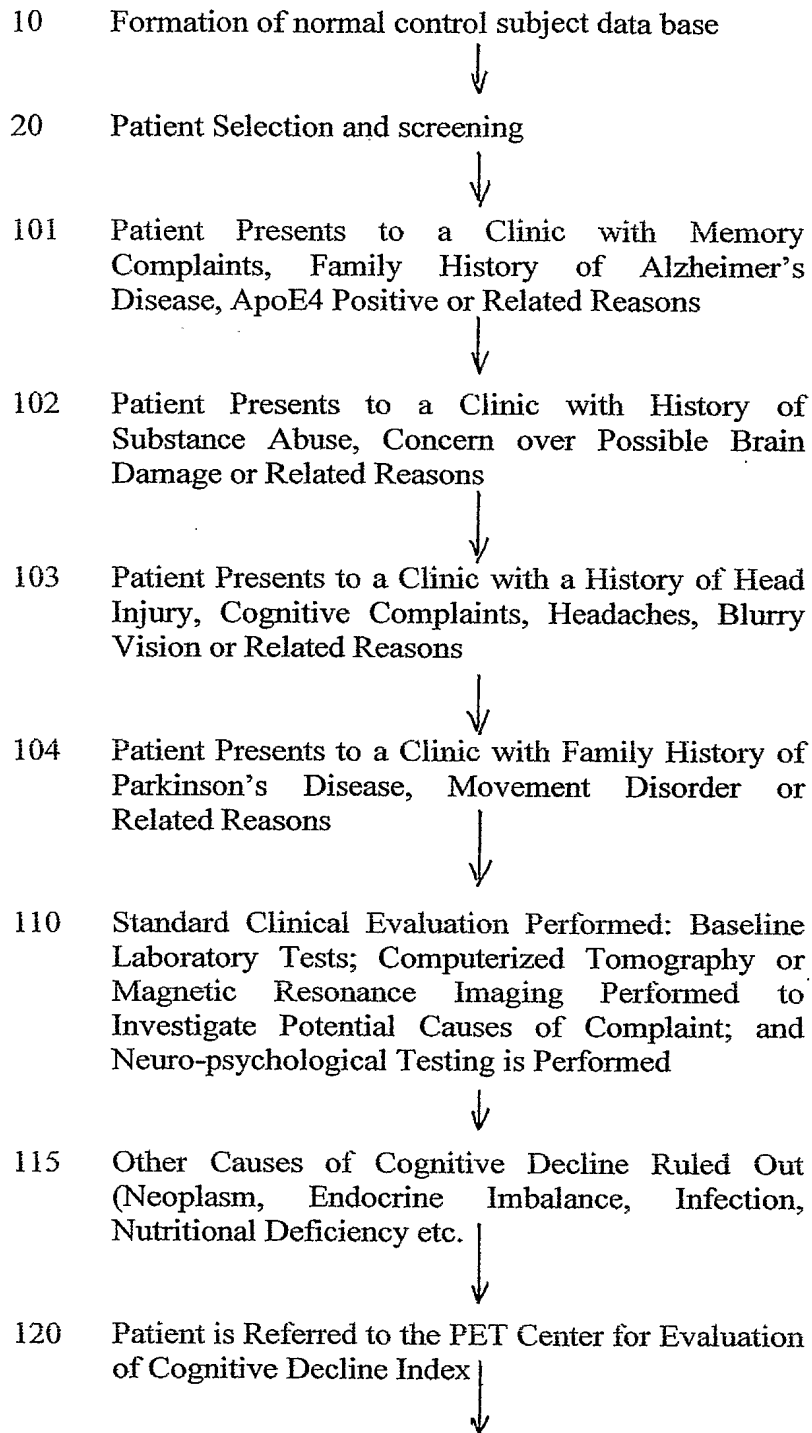 10 Formation of normal control subject data base
20 Patient Selection and screening
101 Patient Presents to a Clinic with Memory
Complaints, Family History of Alzheimer's
Disease, ApoE4 Positive or Related Reasons
102 Patient Presents to a Clinic with History of
Substance Abuse, Concern over Possible Brain
Damage or Related Reasons
103 Patient Presents to a Clinic with a History of Head
Injury, Cognitive Complaints, Headaches, Blurry
Vision or Related Reasons
104 Patient Presents to a Clinic with Family History of
Parkinson's Disease, Movement Disorder or
Related Reasons
110 Standard Clinical Evaluation Performed: Baseline
Laboratory Tests; Computerized Tomography or
Magnetic Resonance Imaging Performed to
Investigate Potential Causes of Complaint; and
Neuro-psychological Testing is Performed
115 Other Causes of Cognitive Decline Ruled Out
(Neoplasm, Endocrine Imbalance, Infection,
Nutritional Deficiency etc.
120 Patient is Referred to the PET Center for Evaluation
of Cognitive Decline Index